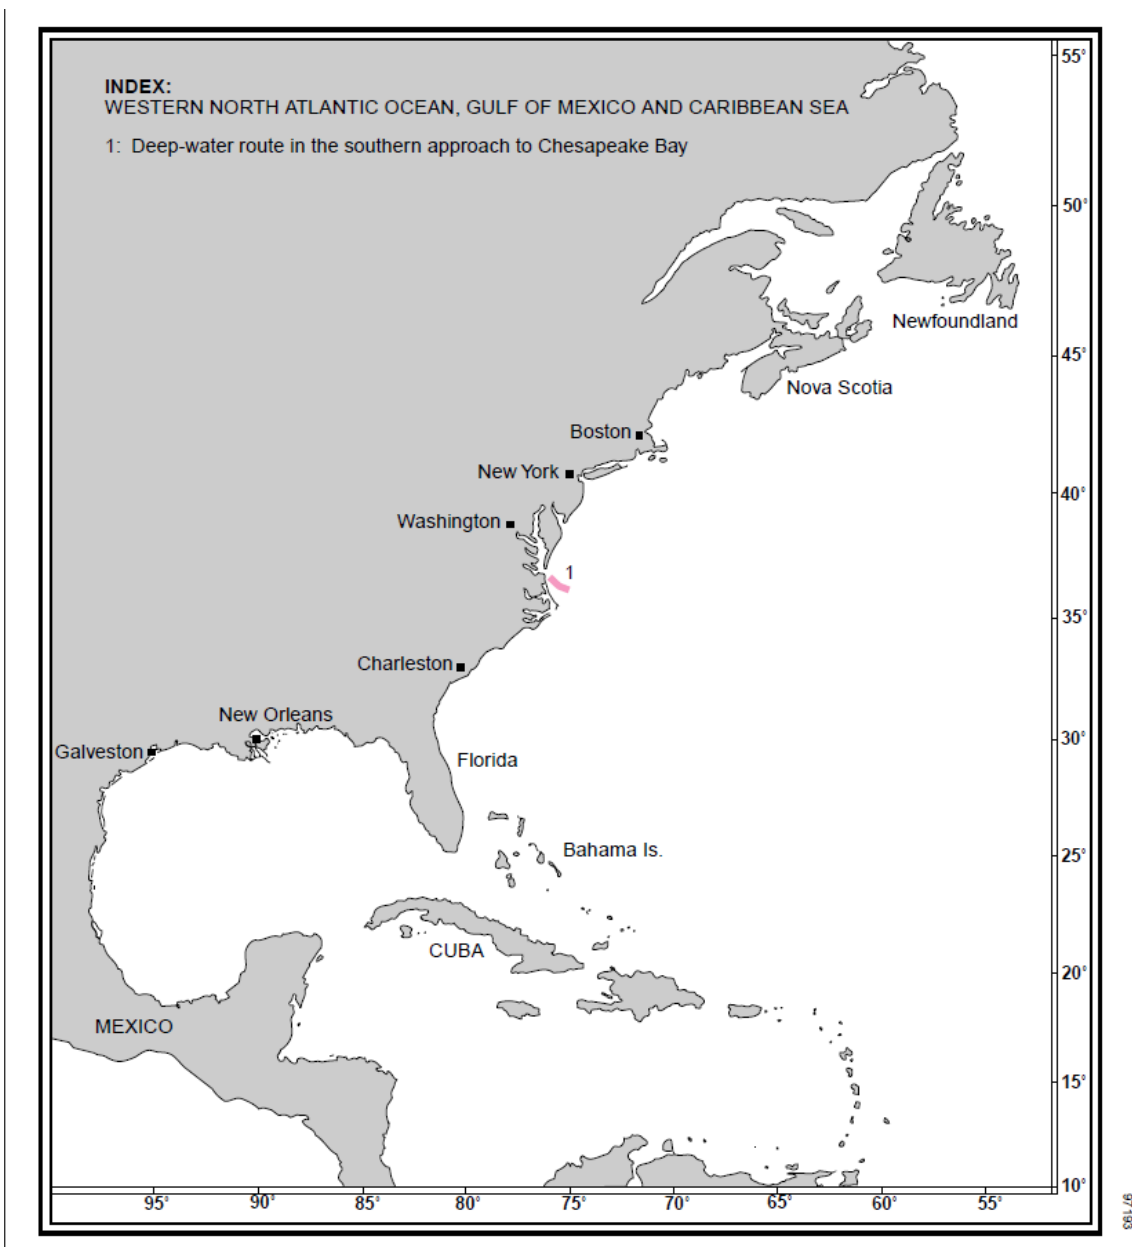 INDEX:
WESTERN NORTH ATLANTIC OCEAN, GULF OF MEXICO AND CARIBBEAN SEA
1: Deep-water route in the southern approach to Chesapeake Bay
55°
50°
Newfoundland
45°
Nova Scotia
Boston
New York
40°
Washington
1
35°
Charleston
New Orleans
30°
Galveston
Florida
Bahama Is.
25°
CUBA
20°
MEXICO
15°
10°
95° 90° 85° 80° 75° 70° 65° 60° 55°
97193